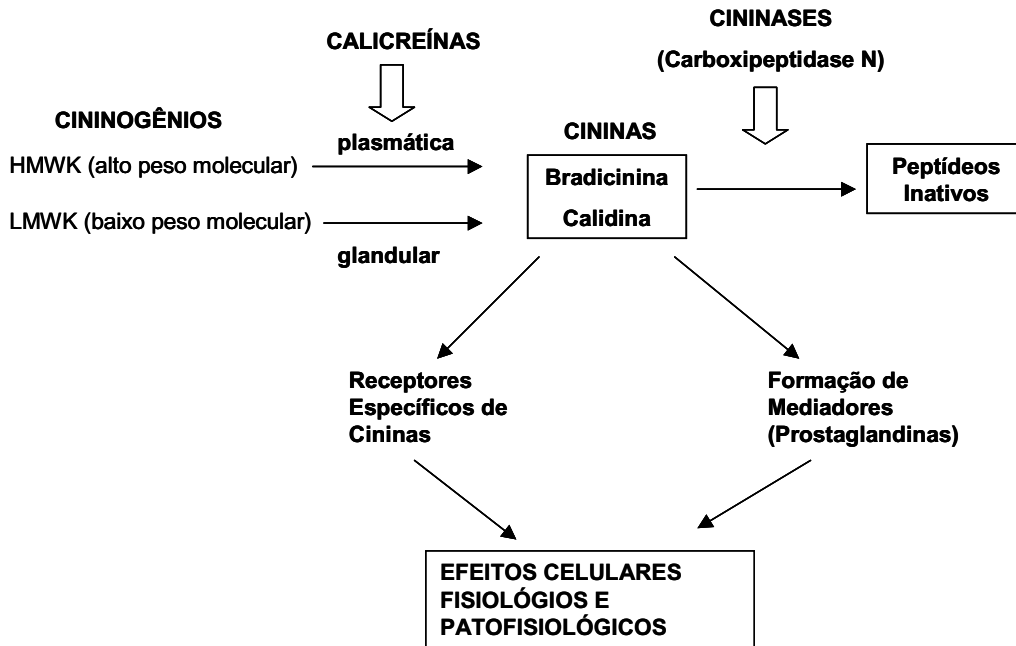 CALICREÍNAS
CININASES
(Carboxipeptidase N)
CININOGÊNIOS
plasmática
CININAS
HMWK (alto peso molecular)
LMWK (baixo peso molecular)
glandular
Bradicinina
Calidina
Peptídeos
Inativos
Receptores
Específicos de
Cininas
Formação de
Mediadores
(Prostaglandinas)
EFEITOS CELULARES
FISIOLÓGIOS E
PATOFISIOLÓGICOS